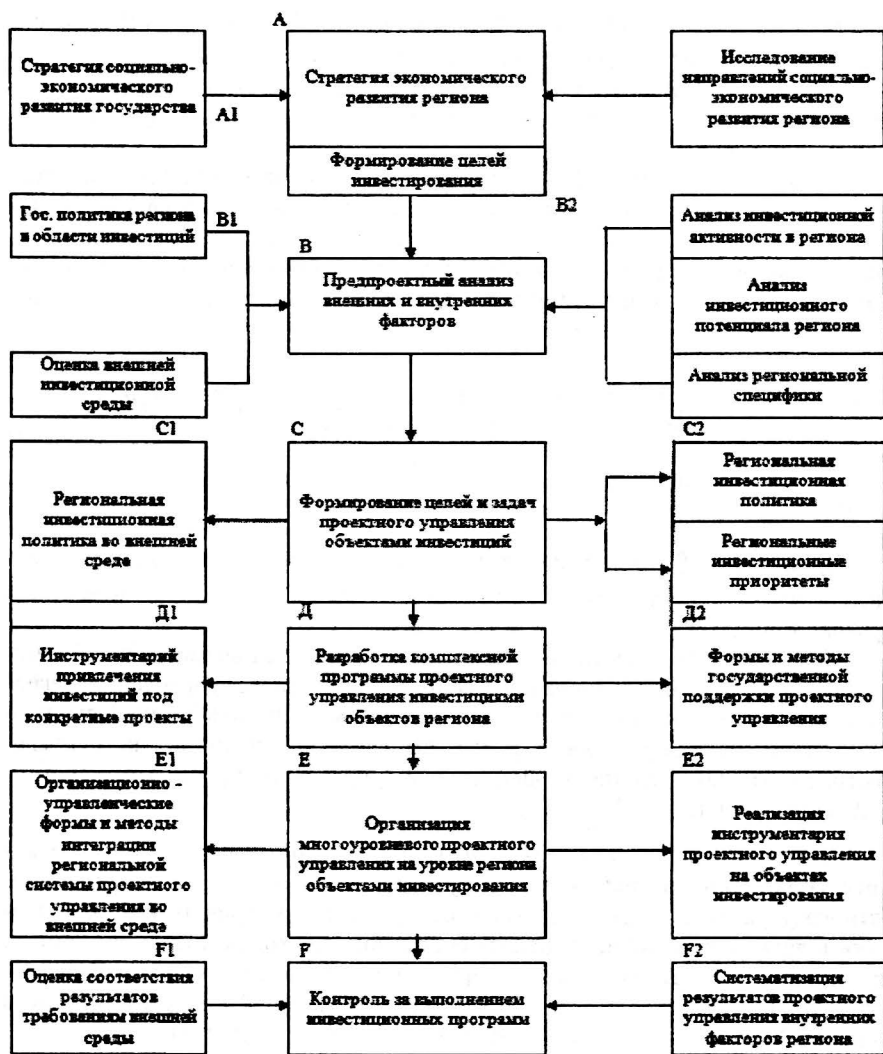 А
Стратегия социально-
экономического
развития государства
А1
Стратегия экономического
развития региона
Исследование
направлений социально-
экономического
развития региона
Формирование целей
инвестирования
Гос. политика региона
в области инвестиций
В1
В2
Анализ инвестиционной
активности в региона
В
Предпроектный анализ
внешних и внутренних
факторов
Анализ
инвестиционного
потенциала региона
Оценка внешней
инвестиционной
среды
Анализ региональной
специфики
С1
С
С2
Региональная
инвестиционная
политика во внешней
среде
Формирование целей и задач
проектного управления
объектами инвестиций
Региональная
инвестиционная
политика
Региональные
инвестиционные
приоритеты
Д1
Д
Д2
Инструментарий
привлечения
инвестиций под
конкретные проекты
Разработка комплексной
программы проектного
управления инвестициями
объектов региона
Формы и методы
государственной
поддержки проектного
управления
Е1
Е
Е2
Организационно -
управленческие
формы и методы
интеграции
региональной
системы проектного
управления во
внешней среде
Организация
многоуровневого проектного
управления на уровне региона
объектами инвестирования
Реализация
инструментария
проектного управления
на объектах
инвестирования
F1
F
F2
Оценка соответствия
результатов
требованиям внешней
среды
Контроль за выполнением
инвестиционных программ
Систематизация
результатов проектного
управления внутренних
факторов региона